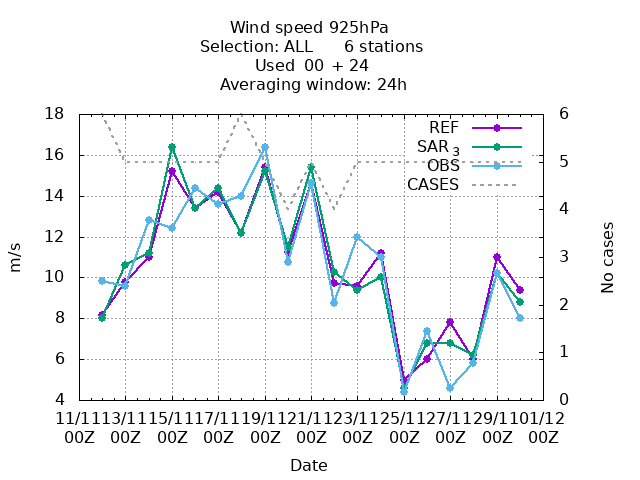 Wind speed 925hPa
Selection: ALL 6 stations
Used 00 + 24
Averaging window: 24h
18
16
14
12
10
8
6
4
m/s
6
5
4
3
2
1
0
No cases
REF
SAR 3
OBS
CASES
11/11 13/11 15/11 17/11 19/11 21/11 23/11 25/11 27/11 29/11 01/12
00Z 00Z 00Z 00Z 00Z 00Z 00Z 00Z 00Z 00Z 00Z
Date